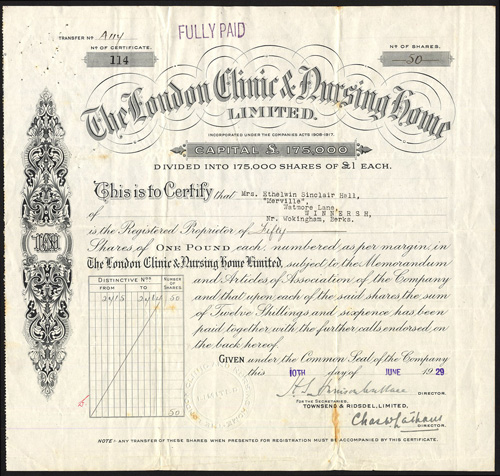 FULLY PAID
TRANSFER No A114
No OF CERTIFICATE.
114
No OF SHARES.
50
The London Clinic & Nursing Home
LIMITED.
INCORPORATED UNDER THE COMPANIES ACTS 1908-1917.
CAPITAL £ 175,000
DIVIDED INTO 175,000 SHARES OF £1 EACH.
This is to Certify that Mrs. Ethelwin Sinclair Hall,
"Merville",
Watmore Lane,
of WINNERSH,
Nr. Wokingham, Berks.
is the Registered Proprietor of Fifty
Shares of ONE POUND each, numbered as per margin, in
The London Clinic & Nursing Home Limited, subject to the Memorandum
and Articles of Association of the Company
and that upon each of the said shares the sum
of Twelve Shillings and sixpence has been
paid together with the further calls endorsed on
the back hereof.
DISTINCTIVE Nos
NUMBER OF SHARES
FROM TO
50
50
GIVEN under the Common Seal of the Company
this 10TH day of JUNE 1929
DIRECTOR.
FOR THE SECRETARIES,
TOWNSEND & RIDSDEL, LIMITED.
Chas W Latham
DIRECTOR.
NOTE:- ANY TRANSFER OF THESE SHARES WHEN PRESENTED FOR REGISTRATION MUST BE ACCOMPANIED BY THIS CERTIFICATE.